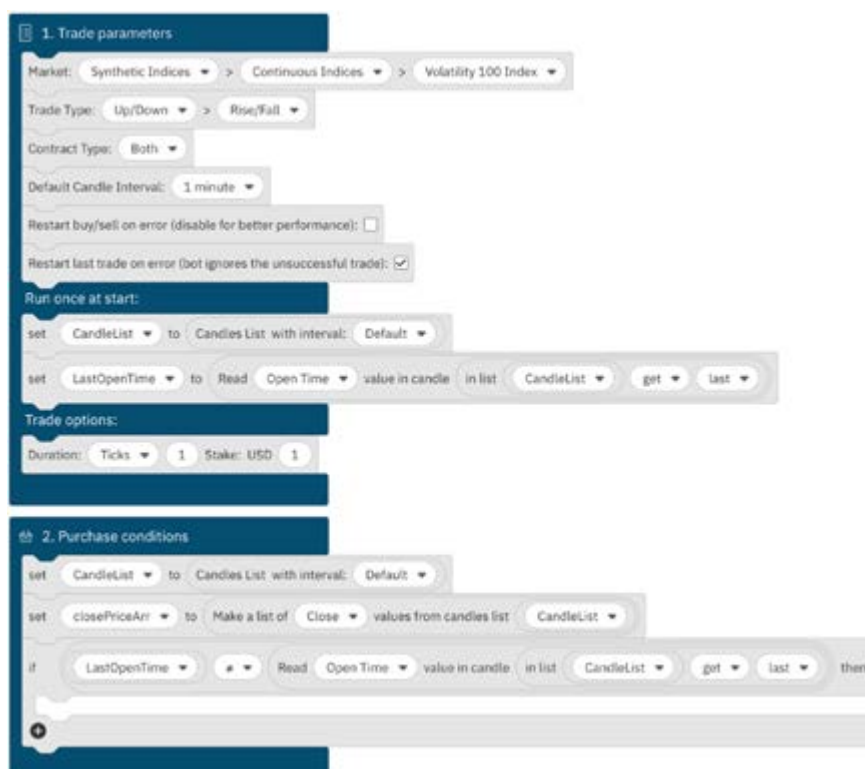 1. Trade parameters
Market: Synthetic Indices > Continuous Indices > Volatility 100 Index
Trade Type: Up/Down > Rise/Fall
Contract Type: Both
Default Candle Interval: 1 minute
Restart buy/sell on error (disable for better performance):
Restart last trade on error (bot ignores the unsuccessful trade):
Run once at start:
set CandleList to Candles List with interval: Default
set LastOpenTime to Read Open Time value in candle in list CandleList get last
Trade options:
Duration: Ticks 1 Stake: USD 1
2. Purchase conditions
set CandleList to Candles List with interval: Default
set closePriceArr to Make a list of Close values from candles list CandleList
if LastOpenTime ≠ Read Open Time value in candle in list CandleList get last then